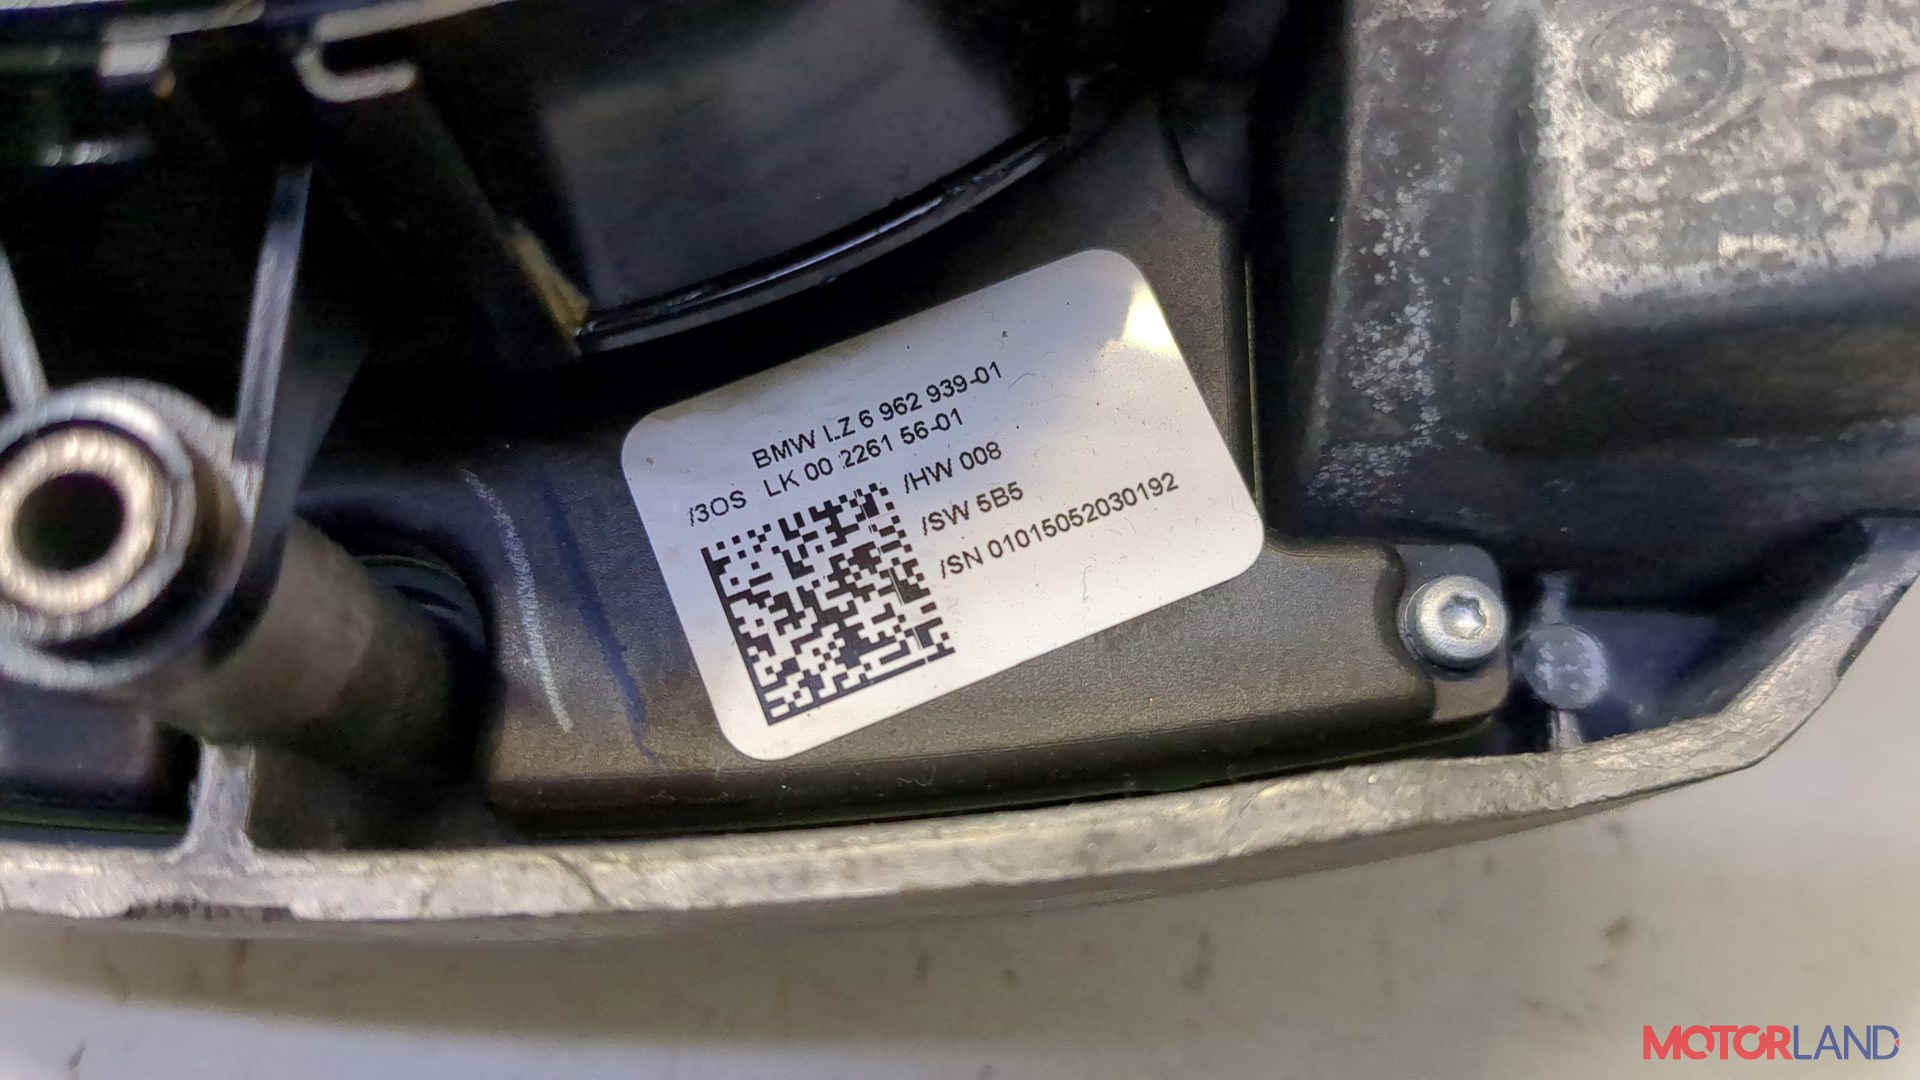 BMW LZ 6 962 939-01
/3OS LK 00 2261 56-01
/HW 008
/SW 5B5
/SN 01015052030192
MOTORLAND